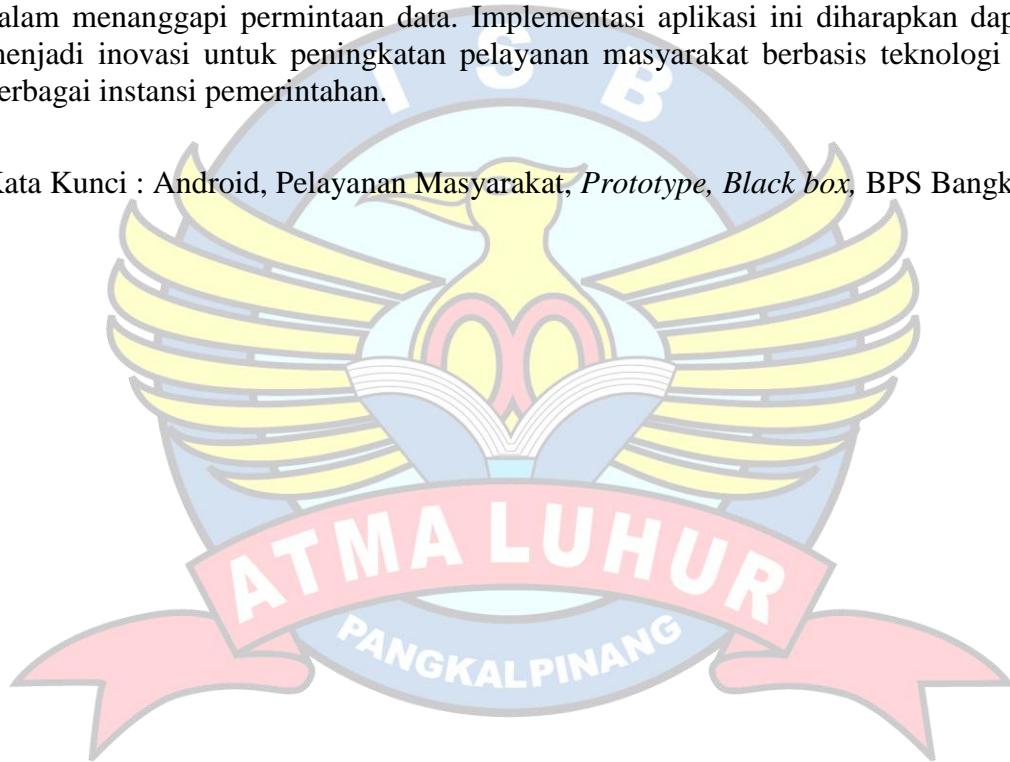 alam menanggapi permintaan data. Implementasi aplikasi ini diharapkan dap
menjadi inovasi untuk peningkatan pelayanan masyarakat berbasis teknologi
erbagai instansi pemerintahan.
Kata Kunci : Android, Pelayanan Masyarakat, Prototype, Black box, BPS Bangk
I S B
ATMA LUHUR
PANGKALPINANG